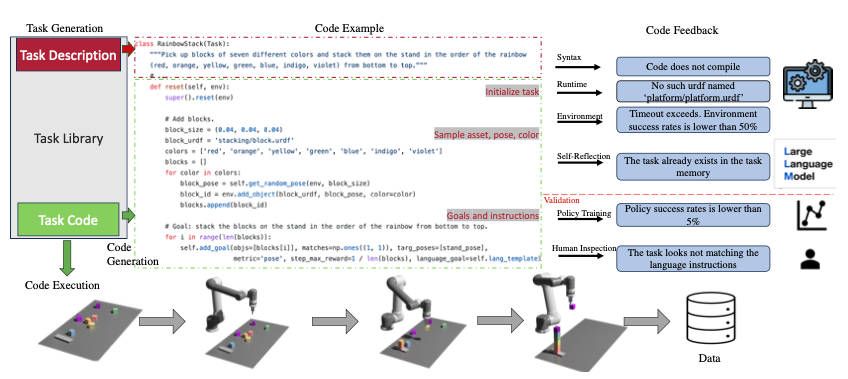 Task Generation
Code Example
Code Feedback
Task Description
Task Library
Task Code
class RainbowStack(Task):
"""Pick up blocks of seven different colors and stack them on the stand in the order of the rainbow
(red, orange, yellow, green, blue, indigo, violet) from bottom to top."""
# ...
def reset(self, env):
super().reset(env)
Initialize task
# Add blocks.
block_size = (0.04, 0.04, 0.04)
block_urdf = 'stacking/block.urdf'
Sample asset, pose, color
colors = ['red', 'orange', 'yellow', 'green', 'blue', 'indigo', 'violet']
blocks = []
for color in colors:
block_pose = self.get_random_pose(env, block_size)
block_id = env.add_object(block_urdf, block_pose, color=color)
blocks.append(block_id)
Goals and instructions
# Goal: stack the blocks on the stand in the order of the rainbow from bottom to top.
for i in range(len(blocks)):
self.add_goal(objs=[blocks[i]], matches=np.ones((1, 1)), targ_poses=[stand_pose],
metric='pose', step_max_reward=1 / len(blocks), language_goal=self.lang_template)
Syntax
Code does not compile
Runtime
No such urdf named
'platform/platform.urdf'
Environment
Timeout exceeds. Environment
success rates is lower than 50%
Self-Reflection
The task already exists in the task
memory
Large
Language
Model
Validation
Policy Training
Policy success rates is lower than
5%
Human Inspection
The task looks not matching the
language instructions
Code
Generation
Code Execution
Data